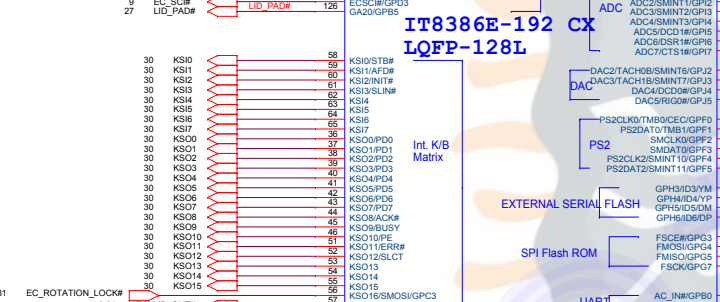 9 EC_SCI# ECSCI#/GPD3
27 LID_PAD# LID_PAD# 126 GA20/GPB5
IT8386E-192 CX
LQFP-128L
30 KSI0 58 KSI0/STB#
30 KSI1 59 KSI1/AFD#
30 KSI2 60 KSI2/INIT#
30 KSI3 61 KSI3/SLIN#
30 KSI4 62 KSI4
30 KSI5 63 KSI5
30 KSI6 64 KSI6
30 KSI7 65 KSI7
30 KSO0 36 KSO0/PD0
30 KSO1 37 KSO1/PD1
30 KSO2 38 KSO2/PD2
30 KSO3 39 KSO3/PD3
30 KSO4 40 KSO4/PD4
30 KSO5 41 KSO5/PD5
30 KSO6 42 KSO6/PD6
30 KSO7 43 KSO7/PD7
30 KSO8 44 KSO8/ACK#
30 KSO9 45 KSO9/BUSY
30 KSO10 46 KSO10/PE
30 KSO11 51 KSO11/ERR#
30 KSO12 52 KSO12/SLCT
30 KSO13 53 KSO13
30 KSO14 54 KSO14
30 KSO15 55 KSO15
31 EC_ROTATION_LOCK# 56 KSO16/SMOSI/GPC3
57
Int. K/B
Matrix
ADC
ADC2/SMINT1/GPI2
ADC3/SMINT2/GPI3
ADC4/SMINT3/GPI4
ADC5/DCD1#/GPI5
ADC6/DSR1#/GPI6
ADC7/CTS1#/GPI7
DAC
DAC2/TACH0B/SMINT6/GPJ2
DAC3/TACH1B/SMINT7/GPJ3
DAC4/DCD0#/GPJ4
DAC5/RIG0#/GPJ5
PS2
PS2CLK0/TMB0/CEC/GPF0
PS2DAT0/TMB1/GPF1
SMCLK0/GPF2
SMDAT0/GPF3
PS2CLK2/SMINT10/GPF4
PS2DAT2/SMINT11/GPF5
EXTERNAL SERIAL FLASH
GPH3/ID3/YM
GPH4/ID4/YP
GPH5/ID5/DM
GPH6/ID6/DP
SPI Flash ROM
FSCE#/GPG3
FMOSI/GPG4
FMISO/GPG5
FSCK/GPG7
UART
AC_IN#/GPB0